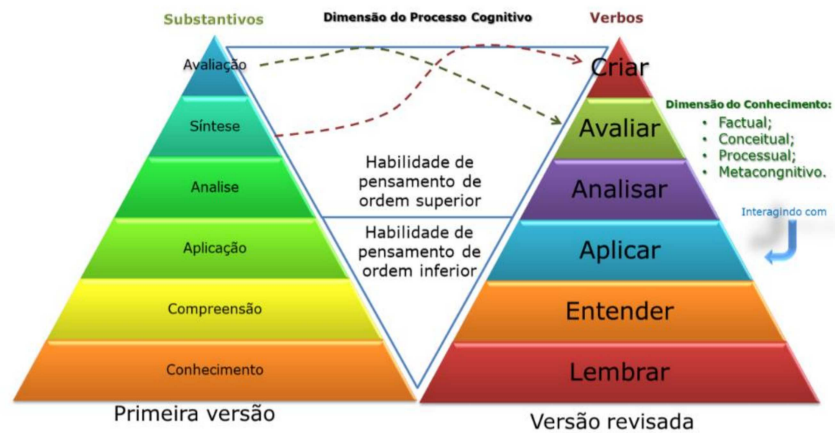 Substantivos
Dimensão do Processo Cognitivo
Verbos
Avaliação
Síntese
Analise
Aplicação
Compreensão
Conhecimento
Primeira versão
Habilidade de
pensamento de
ordem superior
Habilidade de
pensamento de
ordem inferior
Criar
Avaliar
Analisar
Aplicar
Entender
Lembrar
Versão revisada
Dimensão do Conhecimento:
• Factual;
• Conceitual;
• Processual;
• Metacongnitivo.
Interagindo com